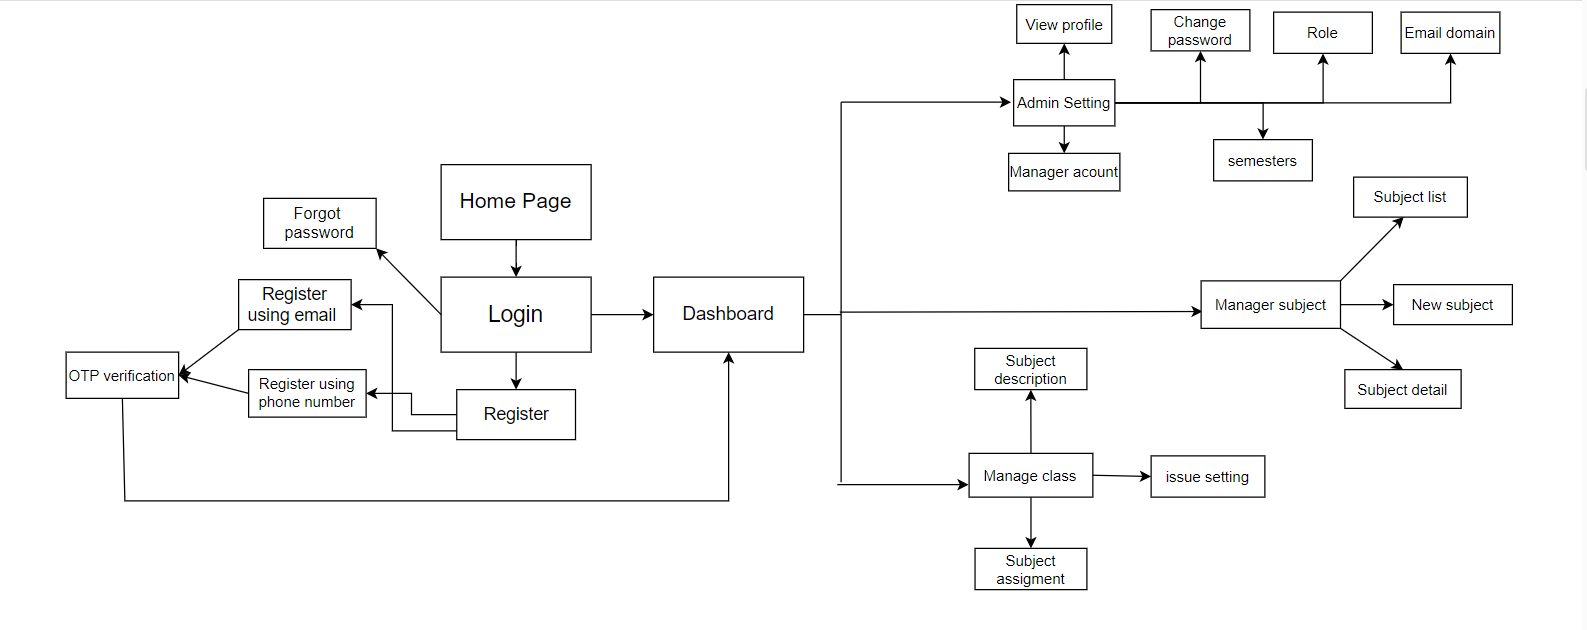 View profile
Change
password
Role
Email domain
Admin Setting
Manager acount
semesters
Home Page
Forgot
password
Subject list
Register
using email
Login
Dashboard
Manager subject
New subject
OTP verification
Register using
phone number
Register
Subject
description
Subject detail
Manage class
issue setting
Subject
assigment